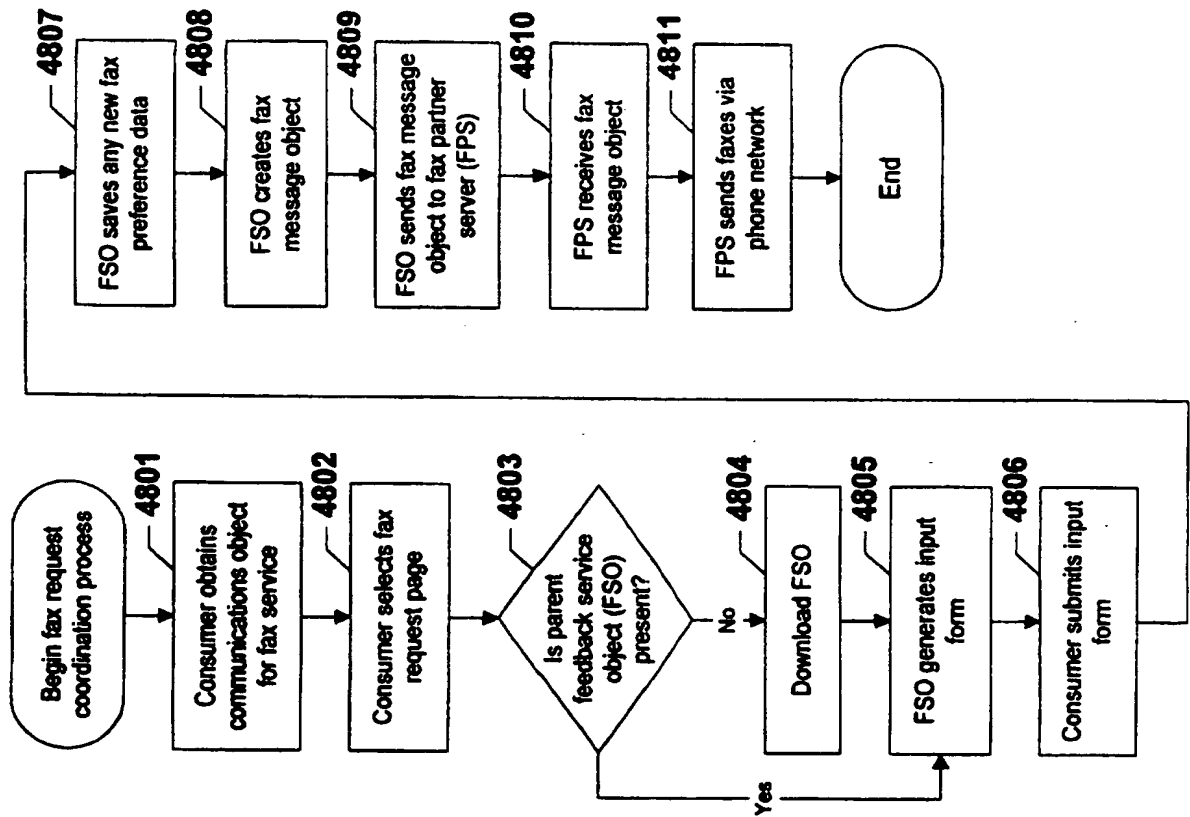 Begin fax request
coordination process
4801
Consumer obtains
communications object
for fax service
4802
Consumer selects fax
request page
4803
Is parent
feedback service
object (FSO)
present?
No
Yes
4804
Download FSO
4805
FSO generates input
form
4806
Consumer submits input
form
4807
FSO saves any new fax
preference data
4808
FSO creates fax
message object
4809
FSO sends fax message
object to fax partner
server (FPS)
4810
FPS receives fax
message object
4811
FPS sends faxes via
phone network
End